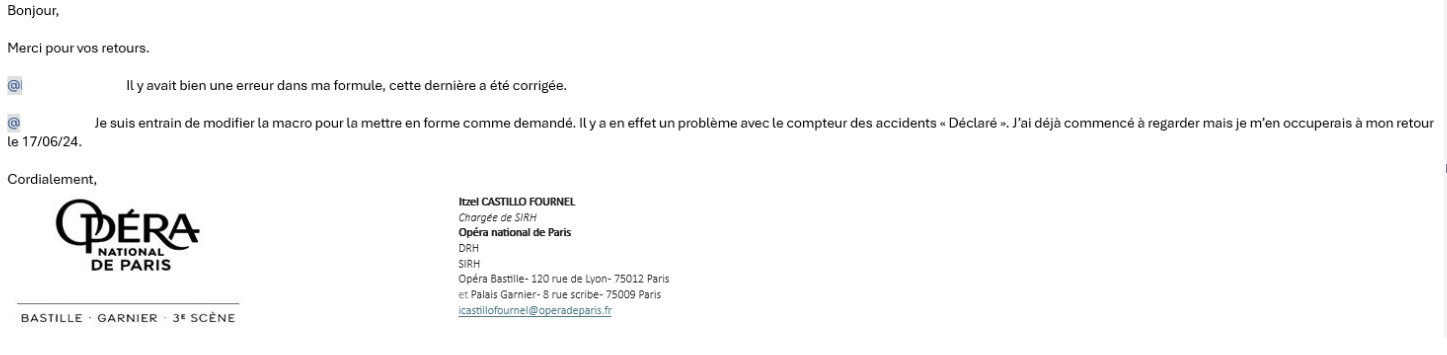 Bonjour,
Merci pour vos retours.
@ Il y avait bien une erreur dans ma formule, cette dernière a été corrigée.
@ Je suis entrain de modifier la macro pour la mettre en forme comme demandé. Il y a en effet un problème avec le compteur des accidents « Déclaré ». J’ai déjà commencé à regarder mais je m’en occuperais à mon retour
le 17/06/24.
Cordialement,
OPÉRA
NATIONAL
DE PARIS
BASTILLE · GARNIER · 3ᴱ SCÈNE
Itzel CASTILLO FOURNEL
Chargée de SIRH
Opéra national de Paris
DRH
SIRH
Opéra Bastille- 120 rue de Lyon- 75012 Paris
et Palais Garnier- 8 rue scribe- 75009 Paris
icastillofournel@operadeparis.fr